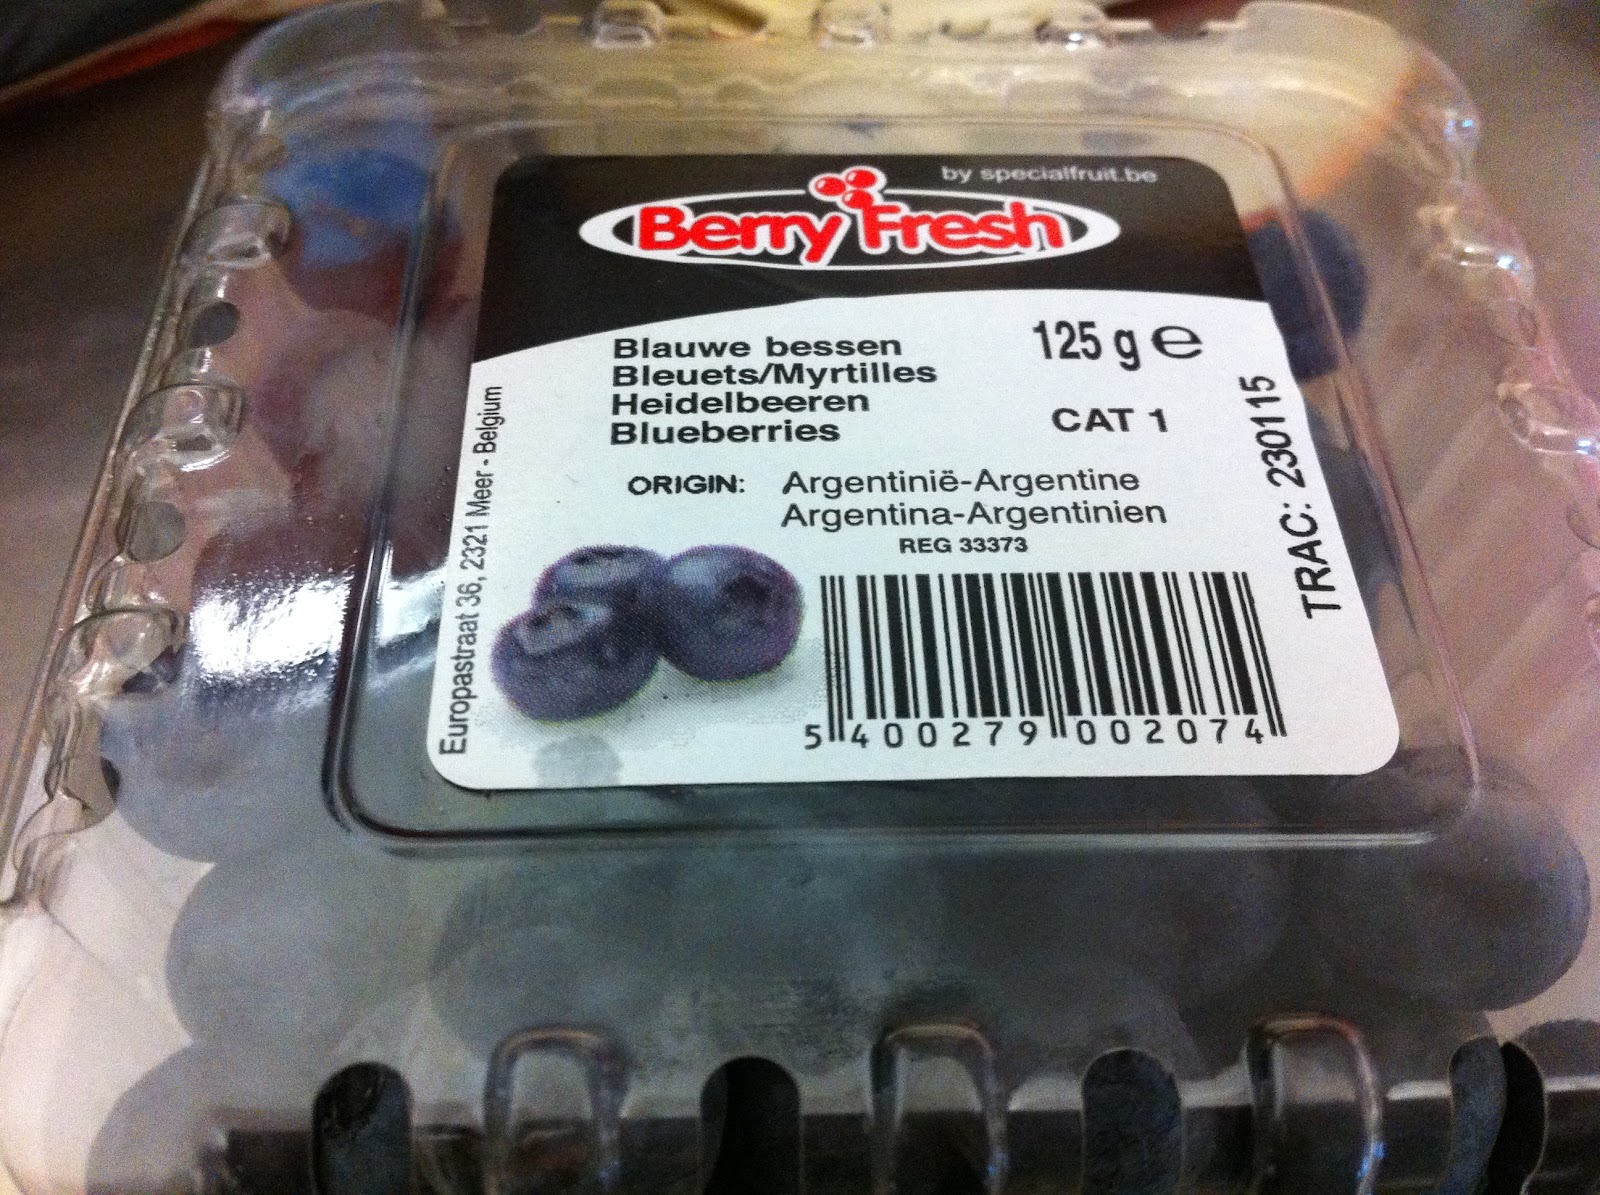 by specialfruit.be
Berry Fresh
Blauwe bessen
Bleuets/Myrtilles
Heidelbeeren
Blueberries
125 g e
CAT 1
ORIGIN: Argentinië-Argentine
Argentina-Argentinien
REG 33373
Europastraat 36, 2321 Meer - Belgium
TRAC: 230115
5 400279 002074